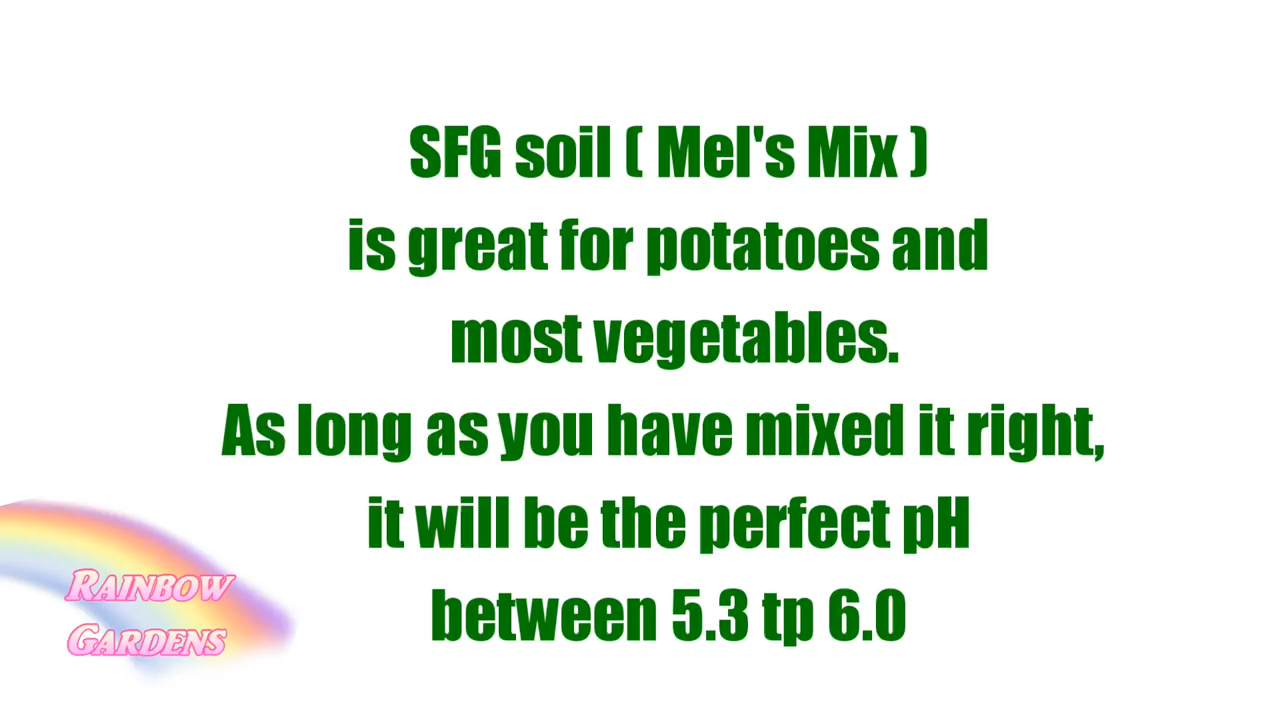 SFG soil ( Mel's Mix )
is great for potatoes and
most vegetables.
As long as you have mixed it right,
it will be the perfect pH
between 5.3 tp 6.0
Rainbow
Gardens